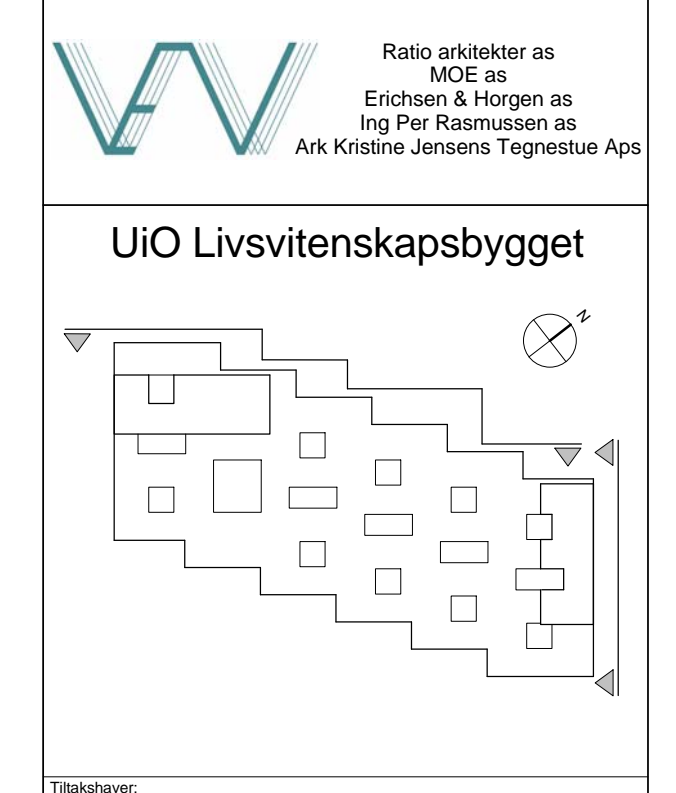 Ratio arkitekter as
MOE as
Erichsen & Horgen as
Ing Per Rasmussen as
Ark Kristine Jensens Tegnestue Aps
UiO Livsvitenskapsbygget
N
Tiltakshaver: